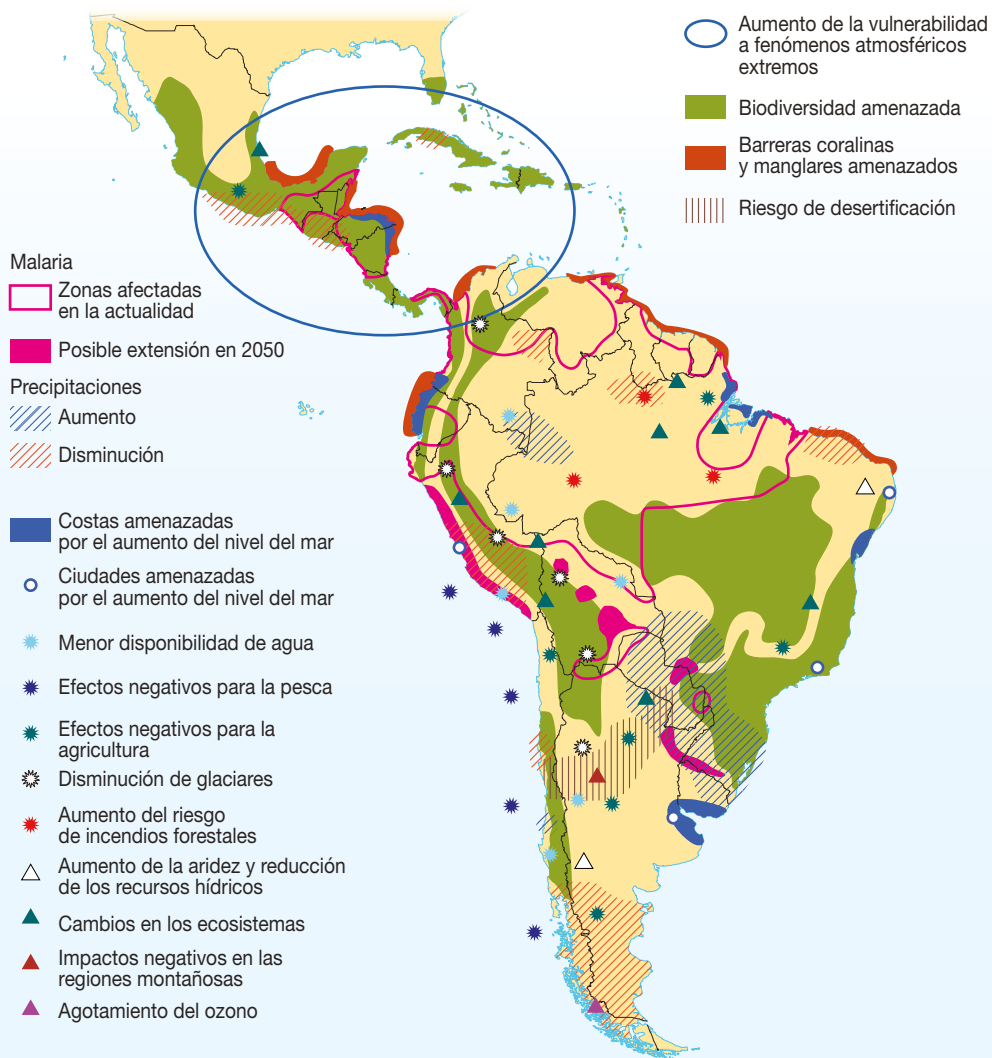 Aumento de la vulnerabilidad
a fenómenos atmosféricos
extremos
Biodiversidad amenazada
Barreras coralinas
y manglares amenazados
Riesgo de desertificación
Malaria
Zonas afectadas
en la actualidad
Posible extensión en 2050
Precipitaciones
Aumento
Disminución
Costas amenazadas
por el aumento del nivel del mar
Ciudades amenazadas
por el aumento del nivel del mar
Menor disponibilidad de agua
Efectos negativos para la pesca
Efectos negativos para la
agricultura
Disminución de glaciares
Aumento del riesgo
de incendios forestales
Aumento de la aridez y reducción
de los recursos hídricos
Cambios en los ecosistemas
Impactos negativos en las
regiones montañosas
Agotamiento del ozono